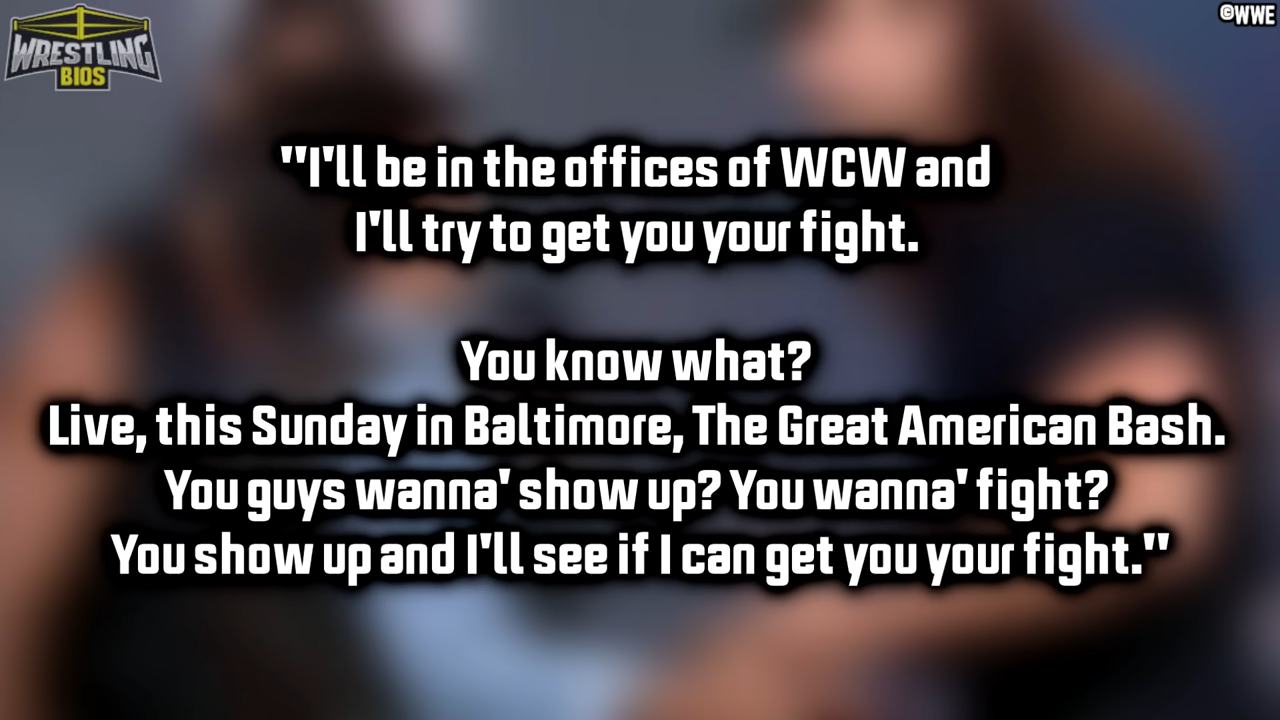 WRESTLING
BIOS
©WWE
"I'll be in the offices of WCW and
I'll try to get you your fight.
You know what?
Live, this Sunday in Baltimore, The Great American Bash.
You guys wanna' show up? You wanna' fight?
You show up and I'll see if I can get you your fight."